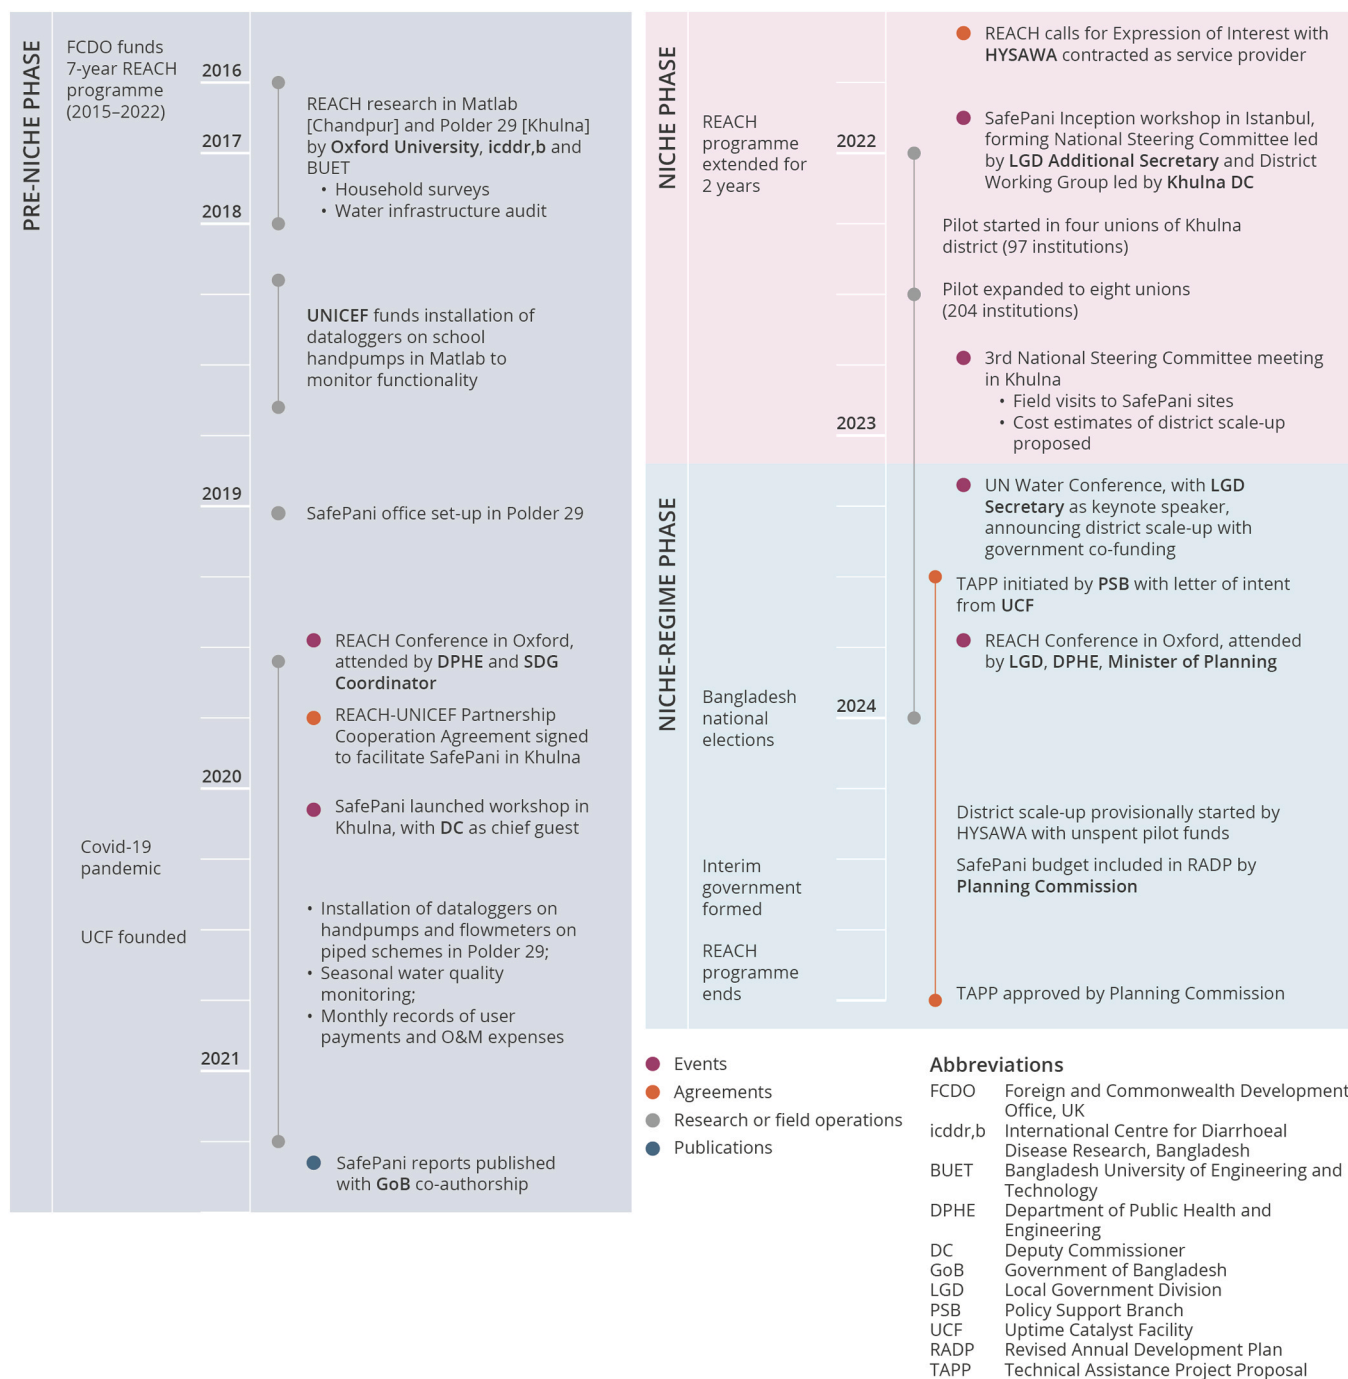 PRE-NICHE PHASE
FCDO funds
7-year REACH
programme
(2015–2022)
2016
REACH research in Matlab
[Chandpur] and Polder 29 [Khulna]
2017
by Oxford University, icddr,b and
BUET
• Household surveys
2018
• Water infrastructure audit
UNICEF funds installation of
dataloggers on school
handpumps in Matlab to
monitor functionality
2019
SafePani office set-up in Polder 29
REACH Conference in Oxford,
attended by DPHE and SDG
Coordinator
REACH-UNICEF Partnership
Cooperation Agreement signed
to facilitate SafePani in Khulna
2020
SafePani launched workshop in
Khulna, with DC as chief guest
Covid-19
pandemic
UCF founded
• Installation of dataloggers on
handpumps and flowmeters on
piped schemes in Polder 29;
• Seasonal water quality
monitoring;
• Monthly records of user
payments and O&M expenses
2021
SafePani reports published
with GoB co-authorship
NICHE PHASE
REACH calls for Expression of Interest with
HYSAWA contracted as service provider
REACH
programme
extended for
2 years
2022
SafePani Inception workshop in Istanbul,
forming National Steering Committee led
by LGD Additional Secretary and District
Working Group led by Khulna DC
Pilot started in four unions of Khulna
district (97 institutions)
Pilot expanded to eight unions
(204 institutions)
3rd National Steering Committee meeting
in Khulna
• Field visits to SafePani sites
• Cost estimates of district scale-up
proposed
2023
NICHE-REGIME PHASE
UN Water Conference, with LGD
Secretary as keynote speaker,
announcing district scale-up with
government co-funding
TAPP initiated by PSB with letter of intent
from UCF
REACH Conference in Oxford, attended
by LGD, DPHE, Minister of Planning
Bangladesh
national
elections
2024
District scale-up provisionally started by
HYSAWA with unspent pilot funds
Interim
government
formed
SafePani budget included in RADP by
Planning Commission
REACH
programme
ends
TAPP approved by Planning Commission
Events
Agreements
Research or field operations
Publications
Abbreviations
FCDO Foreign and Commonwealth Development
Office, UK
icddr,b International Centre for Diarrhoeal
Disease Research, Bangladesh
BUET Bangladesh University of Engineering and
Technology
DPHE Department of Public Health and
Engineering
DC Deputy Commissioner
GoB Government of Bangladesh
LGD Local Government Division
PSB Policy Support Branch
UCF Uptime Catalyst Facility
RADP Revised Annual Development Plan
TAPP Technical Assistance Project Proposal